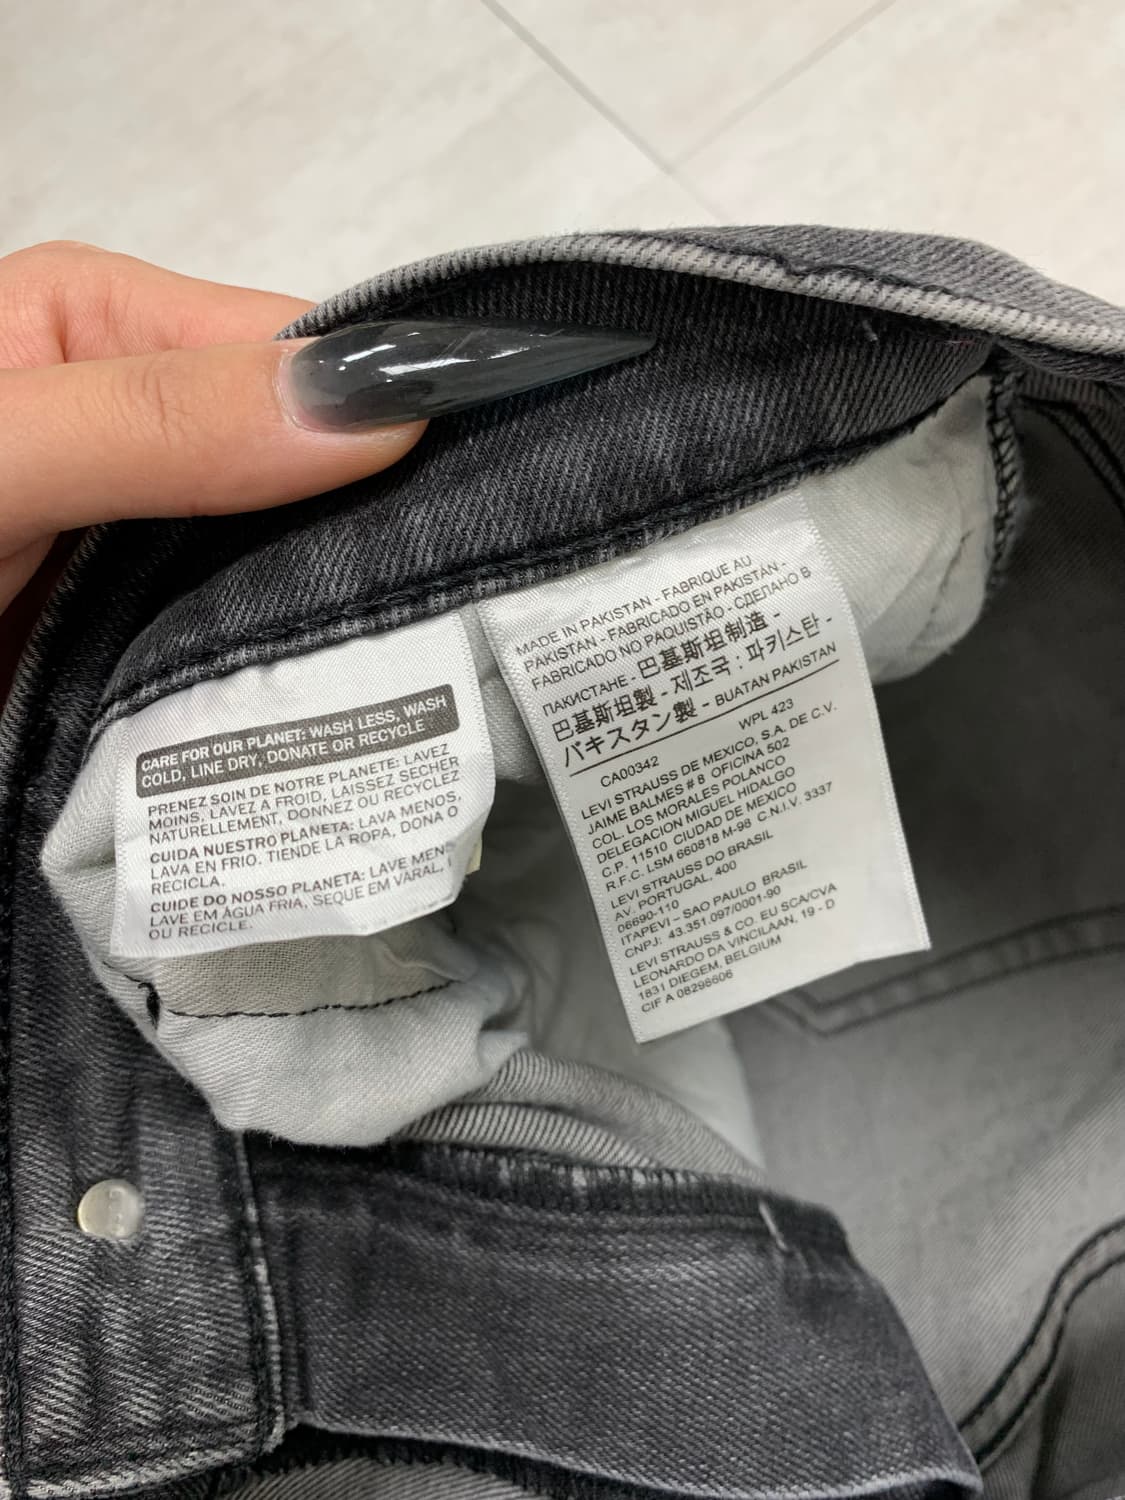 CARE FOR OUR PLANET: WASH LESS, WASH
COLD, LINE DRY, DONATE OR RECYCLE
PRENEZ SOIN DE NOTRE PLANETE: LAVEZ
MOINS, LAVEZ A FROID, LAISSEZ SECHER
NATURELLEMENT, DONNEZ OU RECYCLEZ
CUIDA NUESTRO PLANETA: LAVA MENOS,
LAVA EN FRIO. TIENDE LA ROPA, DONA O
RECICLA.
CUIDE DO NOSSO PLANETA: LAVE MENOS
LAVE EM ÁGUA FRIA, SEQUE EM VARAL,
OU RECICLE.
MADE IN PAKISTAN - FABRIQUE AU
PAKISTAN - FABRICADO EN PAKISTÁN -
FABRICADO NO PAQUISTÃO - СДЕЛАНО В
ПАКИСТАНЕ - 巴基斯坦制造 -
巴基斯坦製 - 제조국 : 파키스탄 -
パキスタン製 - BUATAN PAKISTAN
CA00342 WPL 423
LEVI STRAUSS DE MEXICO, S.A. DE C.V.
JAIME BALMES # 8 OFICINA 502
COL. LOS MORALES POLANCO
DELEGACION MIGUEL HIDALGO
C.P. 11510 CIUDAD DE MEXICO
R.F.C. LSM 660818 M-98 C.N.I.V. 3337
LEVI STRAUSS DO BRASIL
AV. PORTUGAL, 400
06690-110
ITAPEVI – SAO PAULO BRASIL
CNPJ: 43.351.097/0001-90
LEVI STRAUSS & CO. EU SCA/CVA
LEONARDO DA VINCILAAN, 19 - D
1831 DIEGEM, BELGIUM
CIF A 08298606